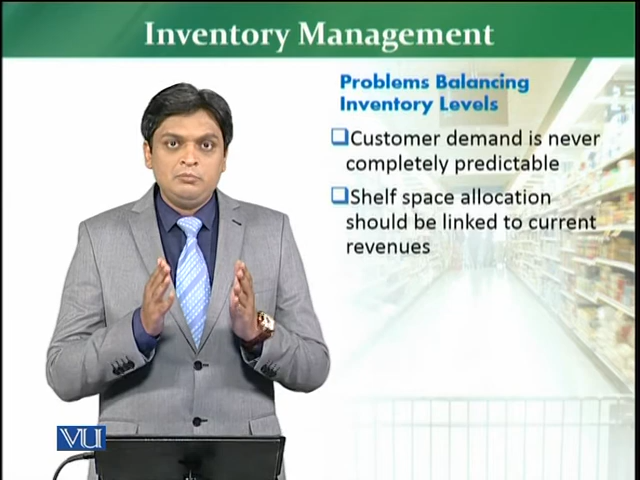 Inventory Management
Problems Balancing
Inventory Levels
Customer demand is never
completely predictable
Shelf space allocation
should be linked to current
revenues
VU